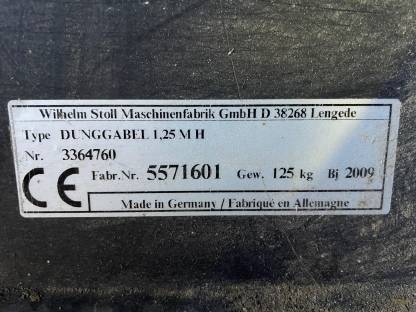 Wilhelm Stoll Maschinenfabrik GmbH D 38268 Lengede
Type DUNGGABEL 1,25 M H
Nr. 3364760
CE Fabr.Nr. 5571601 Gew. 125 kg Bj 2009
Made in Germany / Fabriqué en Allemagne